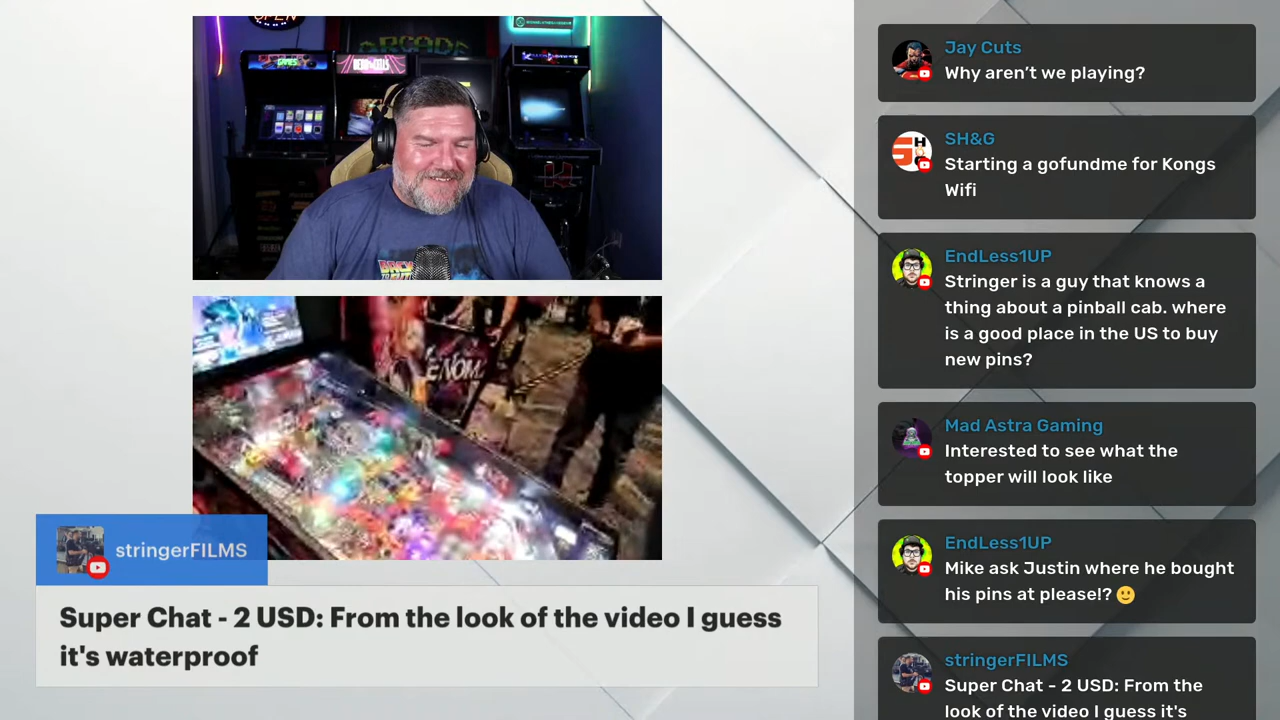 OPEN
ARCADE
GAMES
BACK
VENOM
stringerFILMS
Super Chat - 2 USD: From the look of the video I guess
it's waterproof
Jay Cuts
Why aren’t we playing?
SH&G
Starting a gofundme for Kongs
Wifi
EndLess1UP
Stringer is a guy that knows a
thing about a pinball cab. where
is a good place in the US to buy
new pins?
Mad Astra Gaming
Interested to see what the
topper will look like
EndLess1UP
Mike ask Justin where he bought
his pins at please!? 🙂
stringerFILMS
Super Chat - 2 USD: From the
look of the video I guess it's